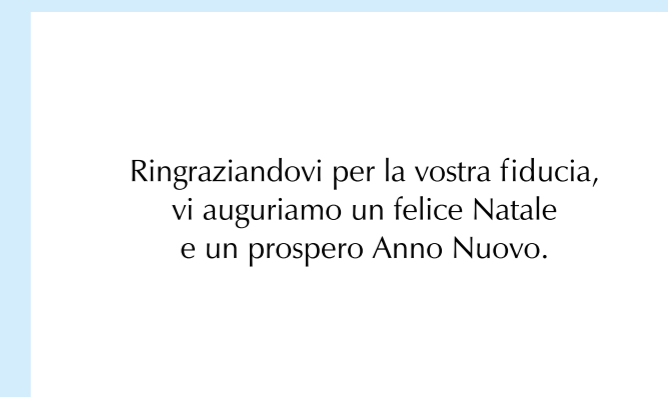 Ringraziandovi per la vostra fiducia,
vi auguriamo un felice Natale
e un prospero Anno Nuovo.